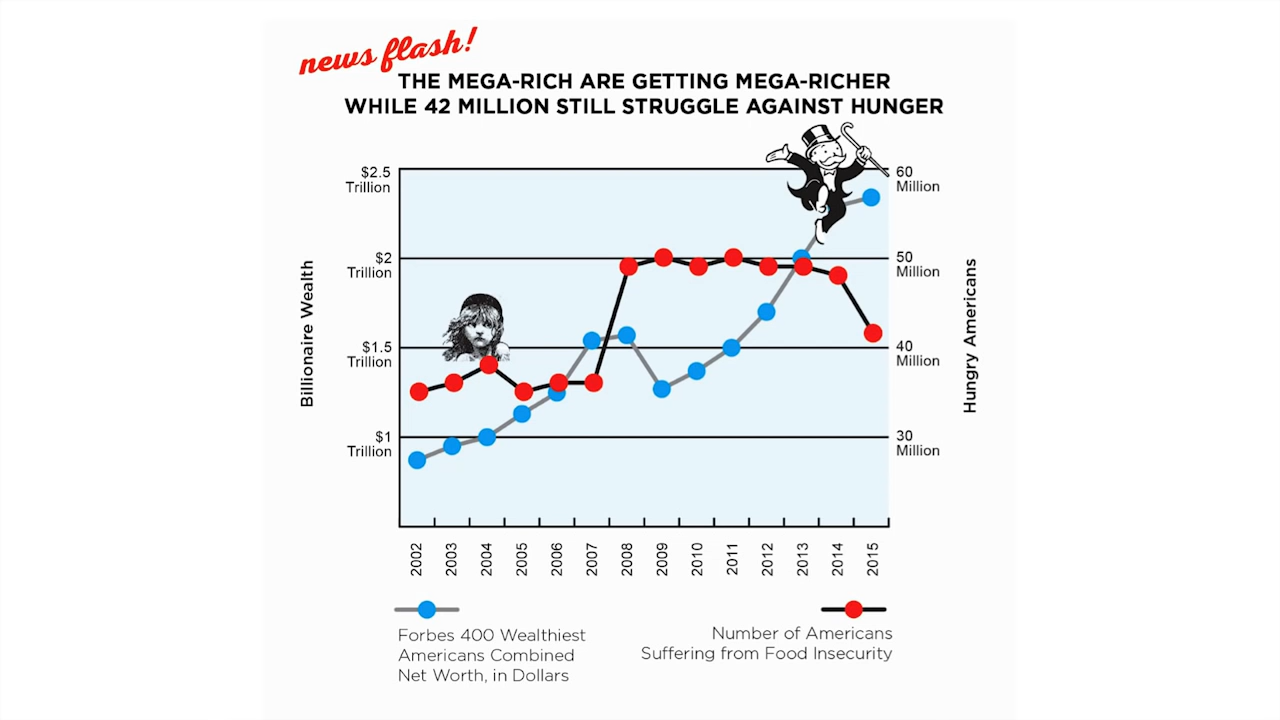 news flash!
THE MEGA-RICH ARE GETTING MEGA-RICHER
WHILE 42 MILLION STILL STRUGGLE AGAINST HUNGER
$2.5
Trillion
$2
Trillion
$1.5
Trillion
$1
Trillion
Billionaire Wealth
60
Million
50
Million
40
Million
30
Million
Hungry Americans
2002
2003
2004
2005
2006
2007
2008
2009
2010
2011
2012
2013
2014
2015
Forbes 400 Wealthiest
Americans Combined
Net Worth, in Dollars
Number of Americans
Suffering from Food Insecurity